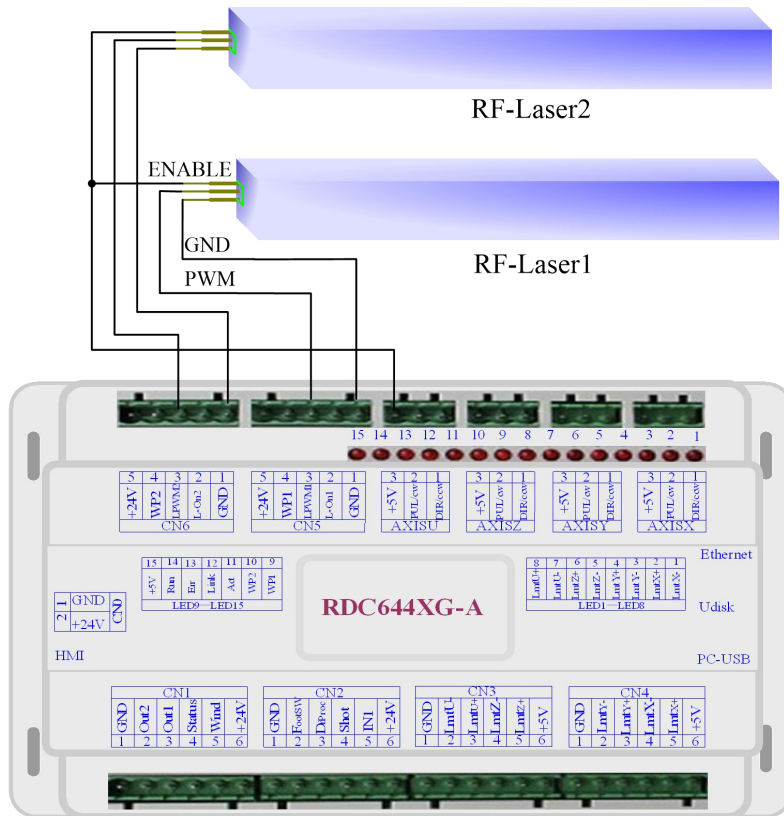 RF-Laser2
ENABLE
GND
RF-Laser1
PWM
15 14 13 12 11 10 9 8 7 6 5 4 3 2 1
5 4 3 2 1
+24V WP2 LPWM2 L-On2 GND
CN6
5 4 3 2 1
+24V WP1 LPWM1 L-On1 GND
CN5
3 2 1
+5V PUL/cw DIR/ccw
AXISU
3 2 1
+5V PUL/cw DIR/ccw
AXISZ
3 2 1
+5V PUL/cw DIR/ccw
AXISY
3 2 1
+5V PUL/cw DIR/ccw
AXISX
Ethernet
15 14 13 12 11 10 9
+5V Run Err Link Act WP2 WP1
LED9—LED15
8 7 6 5 4 3 2 1
LmtU+ LmtU- LmtZ+ LmtZ- LmtY+ LmtY- LmtX+ LmtX-
LED1—LED8
1 GND
2 +24V
CN0
RDC644XG-A
Udisk
HMI
PC-USB
CN1
GND Out2 Out1 Status Wind +24V
1 2 3 4 5 6
CN2
GND FootSW DrProc Shot IN1 +24V
1 2 3 4 5 6
CN3
GND LmtU- LmtU+ LmtZ- LmtZ+ +5V
1 2 3 4 5 6
CN4
GND LmtY- LmtY+ LmtX- LmtX+ +5V
1 2 3 4 5 6